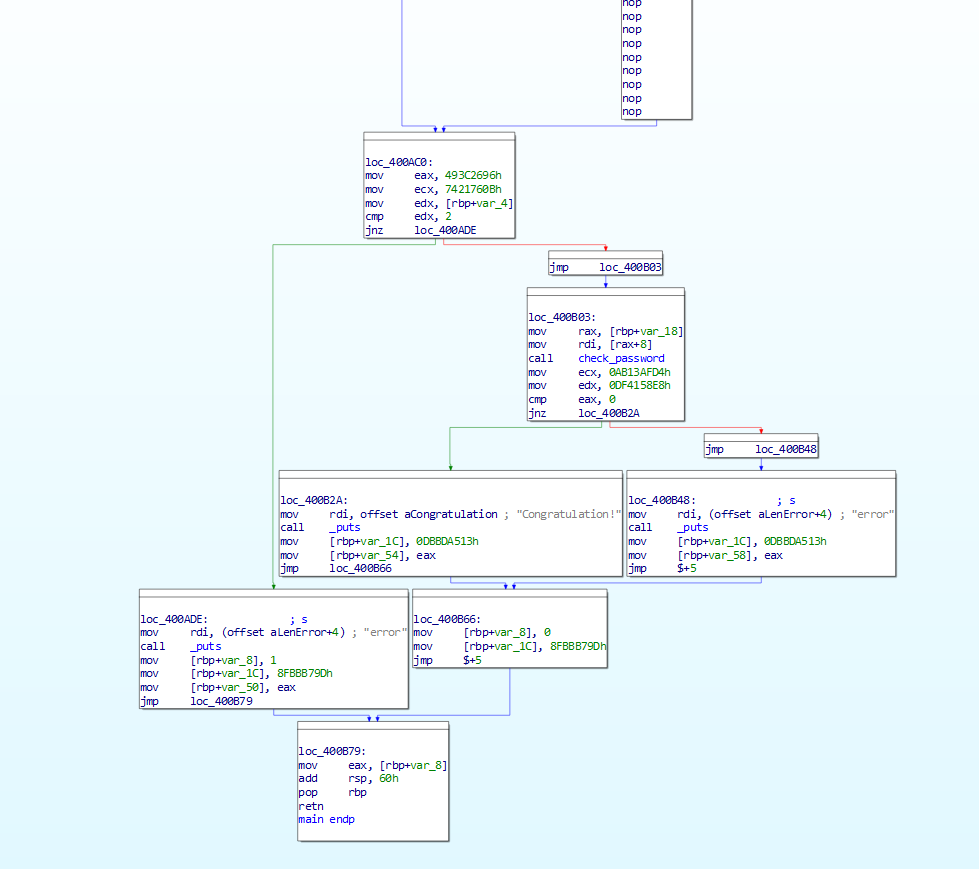 nop
nop
nop
nop
nop
nop
nop
nop
nop
loc_400AC0:
mov eax, 493C2696h
mov ecx, 7421760Bh
mov edx, [rbp+var_4]
cmp edx, 2
jnz loc_400ADE
jmp loc_400B03
loc_400B03:
mov rax, [rbp+var_18]
mov rdi, [rax+8]
call check_password
mov ecx, 0AB13AFD4h
mov edx, 0DF4158E8h
cmp eax, 0
jnz loc_400B2A
jmp loc_400B48
loc_400B2A:
mov rdi, offset aCongratulation ; "Congratulation!"
call _puts
mov [rbp+var_1C], 0DBBDA513h
mov [rbp+var_54], eax
jmp loc_400B66
loc_400B48: ; s
mov rdi, (offset aLenError+4) ; "error"
call _puts
mov [rbp+var_1C], 0DBBDA513h
mov [rbp+var_58], eax
jmp $+5
loc_400ADE: ; s
mov rdi, (offset aLenError+4) ; "error"
call _puts
mov [rbp+var_8], 1
mov [rbp+var_1C], 8FBBB79Dh
mov [rbp+var_50], eax
jmp loc_400B79
loc_400B66:
mov [rbp+var_8], 0
mov [rbp+var_1C], 8FBBB79Dh
jmp $+5
loc_400B79:
mov eax, [rbp+var_8]
add rsp, 60h
pop rbp
retn
main endp